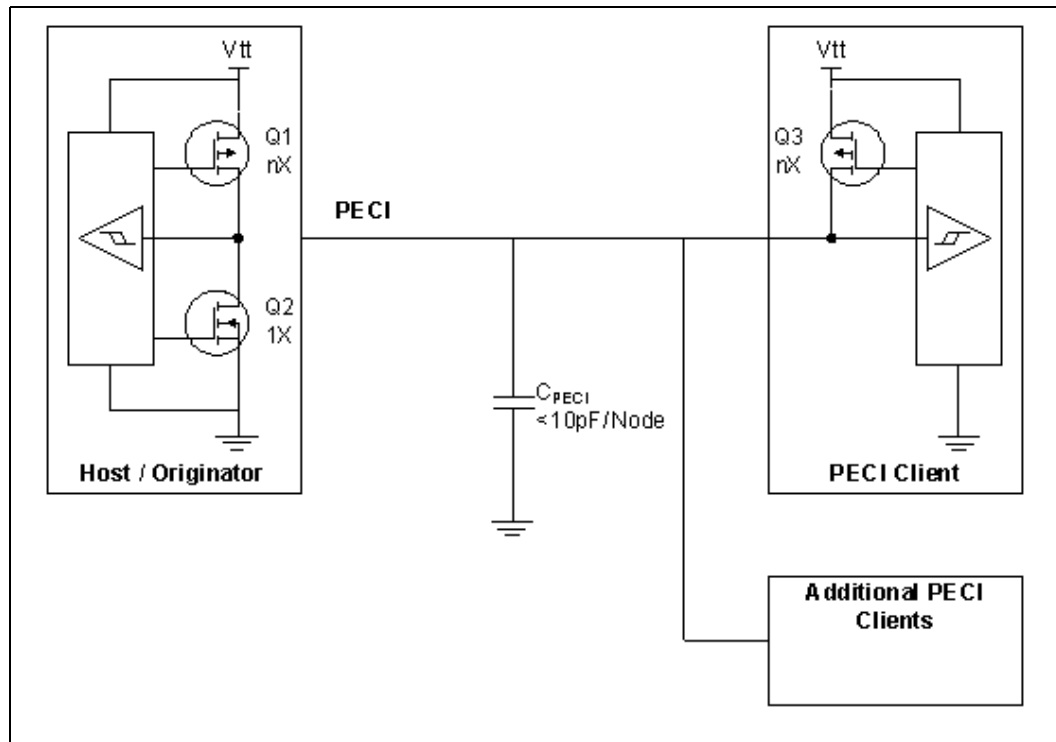 Vtt
Q1
nX
Q2
1X
Host / Originator
PECI
CPECI
<10pF/Node
Vtt
Q3
nX
PECI Client
Additional PECI
Clients